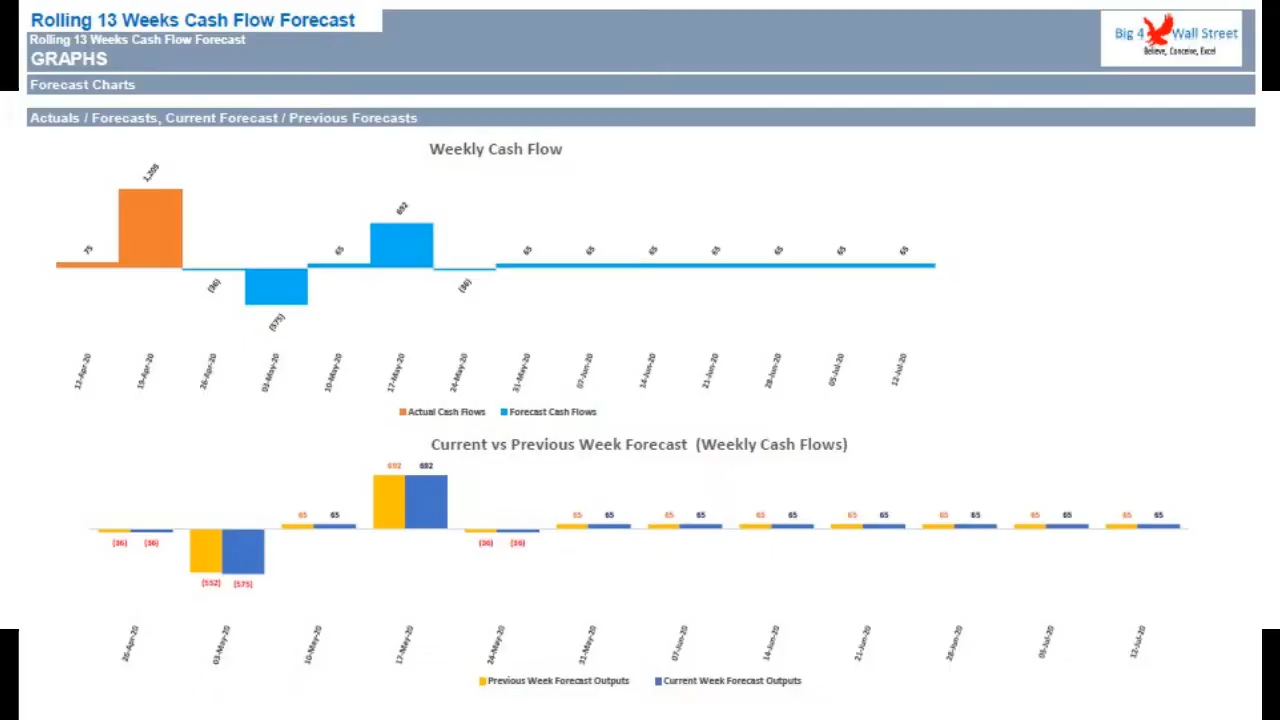 Rolling 13 Weeks Cash Flow Forecast
Rolling 13 Weeks Cash Flow Forecast
GRAPHS
Big 4 Wall Street
Believe, Conceive, Excel
Forecast Charts
Actuals / Forecasts, Current Forecast / Previous Forecasts
Weekly Cash Flow
75 1,205 (36) (575) 65 692 (36) 65 65 65 65 65 65 65
12-Apr-20 19-Apr-20 26-Apr-20 03-May-20 10-May-20 17-May-20 24-May-20 31-May-20 07-Jun-20 14-Jun-20 21-Jun-20 28-Jun-20 05-Jul-20 12-Jul-20
Actual Cash Flows Forecast Cash Flows
Current vs Previous Week Forecast (Weekly Cash Flows)
692 692
65 65 65 65 65 65 65 65 65 65 65 65 65 65 65 65
(36) (36) (36) (36)
(552) (575)
26-Apr-20 03-May-20 10-May-20 17-May-20 24-May-20 31-May-20 07-Jun-20 14-Jun-20 21-Jun-20 28-Jun-20 05-Jul-20 12-Jul-20
Previous Week Forecast Outputs Current Week Forecast Outputs